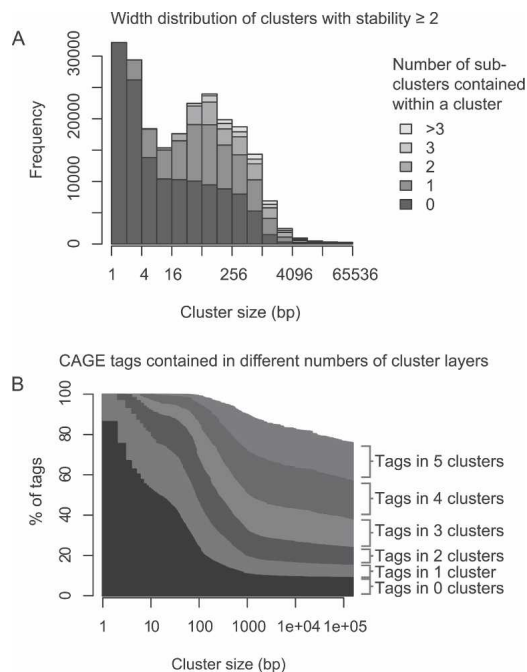 Width distribution of clusters with stability ≥ 2
A
Number of sub-
clusters contained
within a cluster
>3
3
2
1
0
Frequency
0
10000
20000
30000
1 4 16 256 4096 65536
Cluster size (bp)
CAGE tags contained in different numbers of cluster layers
B
% of tags
100
80
60
40
20
0
Tags in 5 clusters
Tags in 4 clusters
Tags in 3 clusters
Tags in 2 clusters
Tags in 1 cluster
Tags in 0 clusters
1 10 100 1000 1e+04 1e+05
Cluster size (bp)